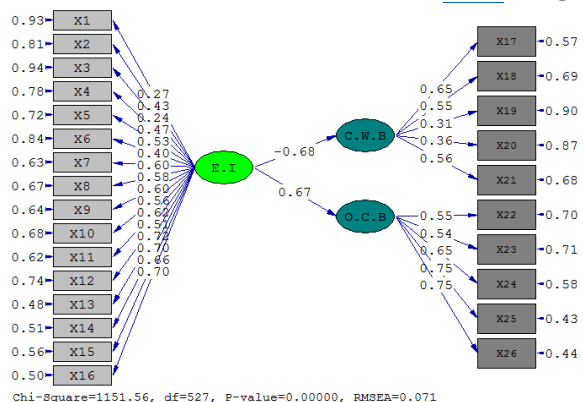 0.93 X1
0.81 X2
0.94 X3
0.78 X4
0.72 X5
0.84 X6
0.63 X7
0.67 X8
0.64 X9
0.68 X10
0.62 X11
0.74 X12
0.48 X13
0.51 X14
0.56 X15
0.50 X16
0.27
0.43
0.24
0.47
0.53
0.40
0.60
0.58
0.60
0.56
0.62
0.51
0.72
0.70
0.66
0.70
E.I
-0.68
0.67
C.W.B
O.C.B
0.65
0.55
0.31
0.36
0.56
0.55
0.54
0.65
0.75
0.75
X17 0.57
X18 0.69
X19 0.90
X20 0.87
X21 0.68
X22 0.70
X23 0.71
X24 0.58
X25 0.43
X26 0.44
Chi-Square=1151.56, df=527, P-value=0.00000, RMSEA=0.071